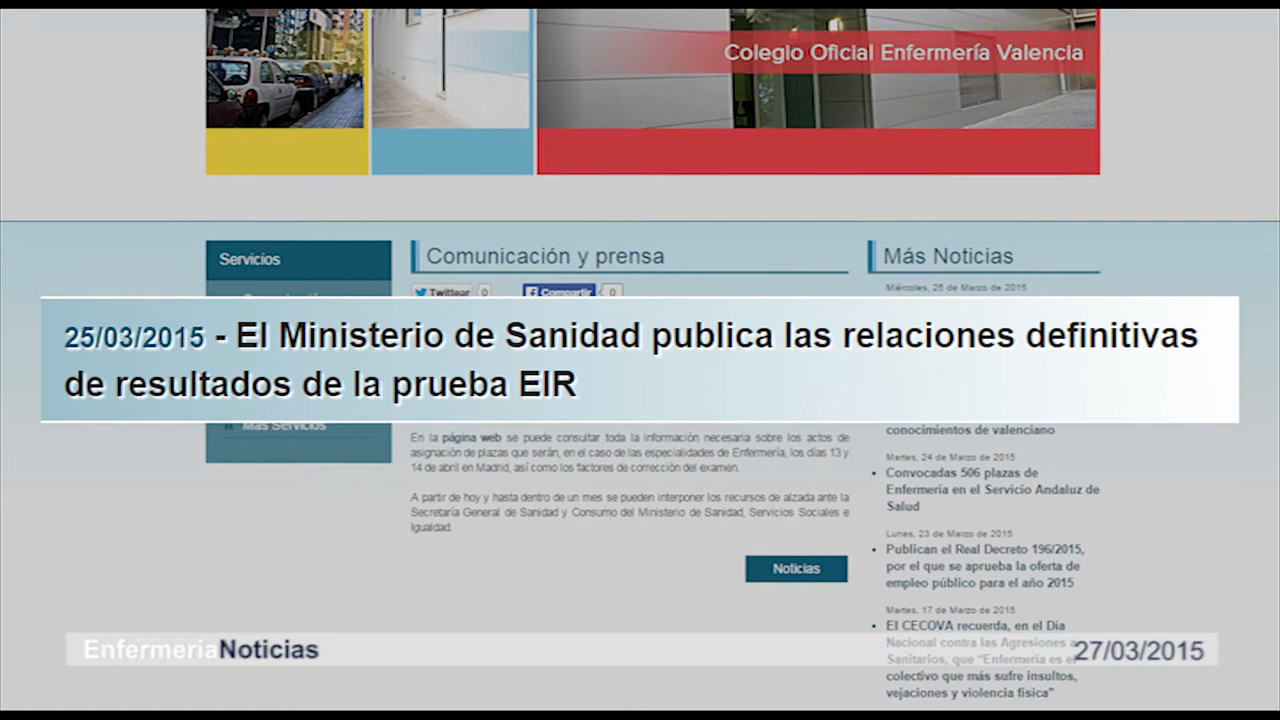 Colegio Oficial Enfermería Valencia
Servicios
Comunicación y prensa
Más Noticias
Twittear 0
Compartir 0
Miércoles, 25 de Marzo de 2015
25/03/2015 - El Ministerio de Sanidad publica las relaciones definitivas
de resultados de la prueba EIR
Más Servicios
En la página web se puede consultar toda la información necesaria sobre los actos de
asignación de plazas que serán, en el caso de las especialidades de Enfermería, los días 13 y
14 de abril en Madrid, así como los factores de corrección del examen.
A partir de hoy y hasta dentro de un mes se pueden interponer los recursos de alzada ante la
Secretaría General de Sanidad y Consumo del Ministerio de Sanidad, Servicios Sociales e
Igualdad.
Noticias
conocimientos de valenciano
Martes, 24 de Marzo de 2015
Convocadas 506 plazas de
Enfermería en el Servicio Andaluz de
Salud
Lunes, 23 de Marzo de 2015
Publican el Real Decreto 196/2015,
por el que se aprueba la oferta de
empleo público para el año 2015
Martes, 17 de Marzo de 2015
El CECOVA recuerda, en el Día
Nacional contra las Agresiones a
Sanitarios, que "Enfermería es el
colectivo que más sufre insultos,
vejaciones y violencia física"
EnfermeríaNoticias
27/03/2015